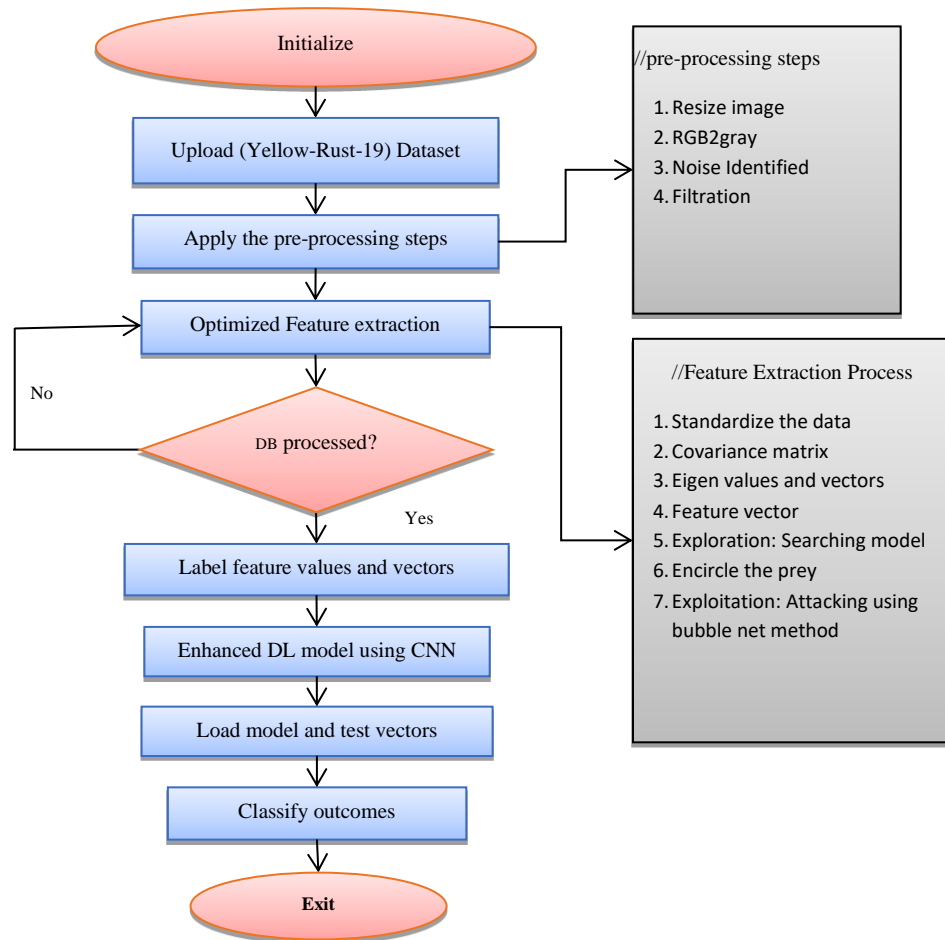 Initialize
Upload (Yellow-Rust-19) Dataset
Apply the pre-processing steps
Optimized Feature extraction
No
DB processed?
Yes
Label feature values and vectors
Enhanced DL model using CNN
Load model and test vectors
Classify outcomes
Exit
//pre-processing steps
1. Resize image
2. RGB2gray
3. Noise Identified
4. Filtration
//Feature Extraction Process
1. Standardize the data
2. Covariance matrix
3. Eigen values and vectors
4. Feature vector
5. Exploration: Searching model
6. Encircle the prey
7. Exploitation: Attacking using
bubble net method